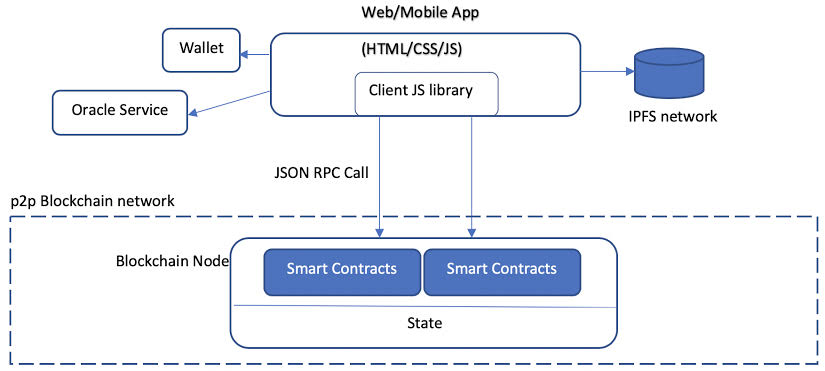 Web/Mobile App
Wallet
(HTML/CSS/JS)
Client JS library
Oracle Service
IPFS network
JSON RPC Call
p2p Blockchain network
Blockchain Node
Smart Contracts
Smart Contracts
State